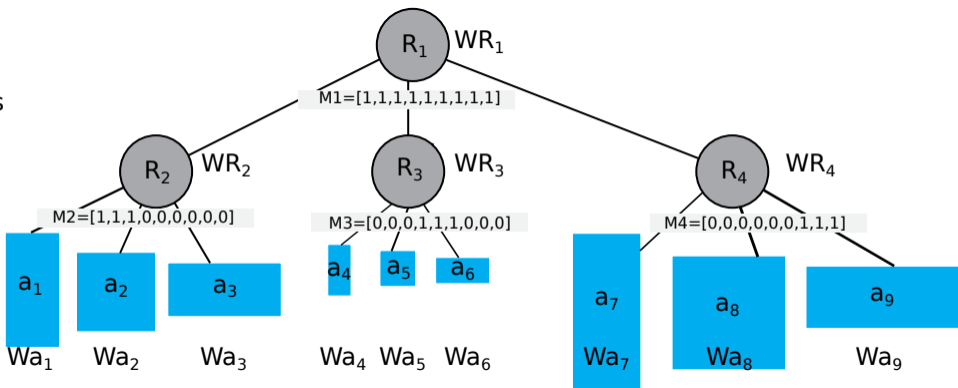 R₁ WR₁
s M1=[1,1,1,1,1,1,1,1,1]
R₂ WR₂ R₃ WR₃ R₄ WR₄
M2=[1,1,1,0,0,0,0,0,0] M3=[0,0,0,1,1,1,0,0,0] M4=[0,0,0,0,0,0,1,1,1]
a₁ a₂ a₃ a₄ a₅ a₆ a₇ a₈ a₉
Wa₁ Wa₂ Wa₃ Wa₄ Wa₅ Wa₆ Wa₇ Wa₈ Wa₉